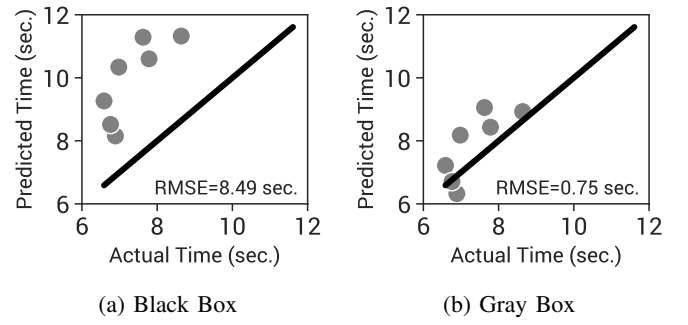 Predicted Time (sec.)
12
10
8
6
RMSE=8.49 sec.
6 8 10 12
Actual Time (sec.)
(a) Black Box
Predicted Time (sec.)
12
10
8
6
RMSE=0.75 sec.
6 8 10 12
Actual Time (sec.)
(b) Gray Box